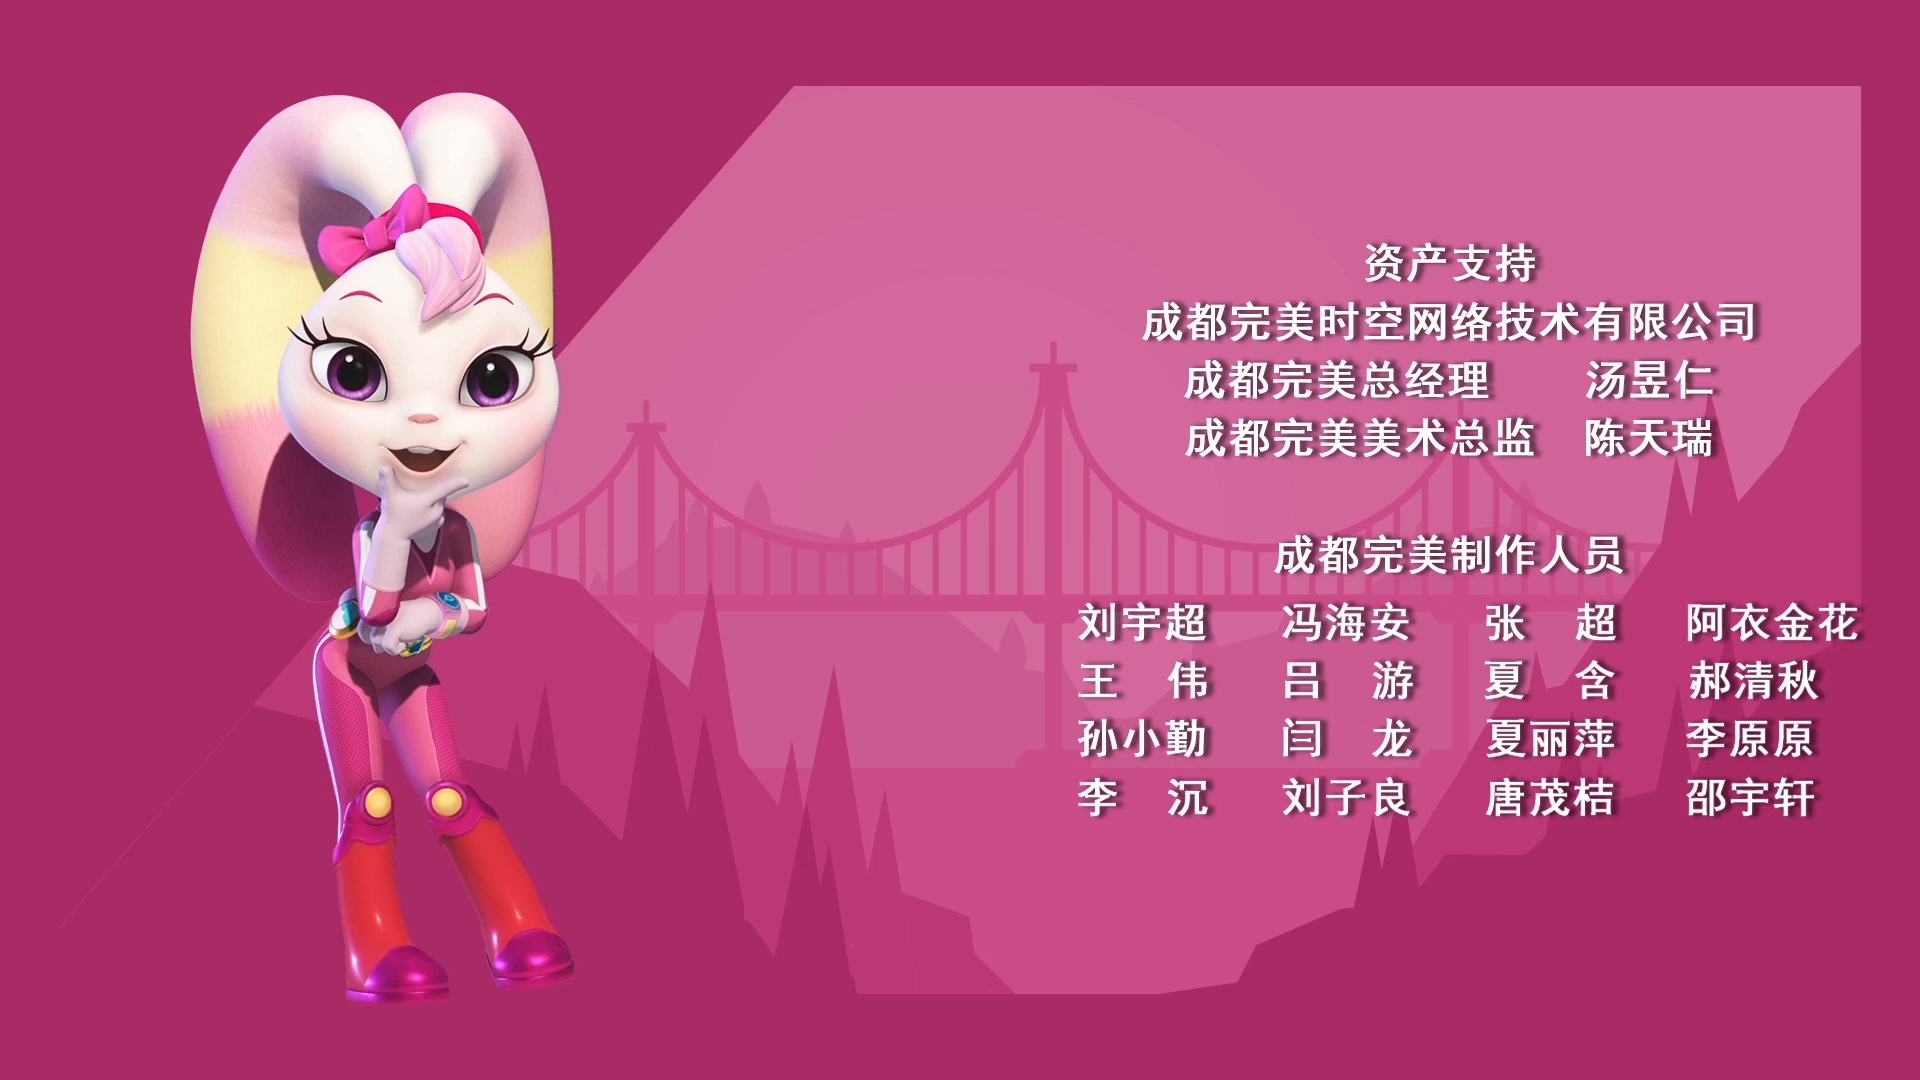 资产支持
成都完美时空网络技术有限公司
成都完美总经理 汤昱仁
成都完美美术总监 陈天瑞
成都完美制作人员
刘宇超 冯海安 张 超 阿衣金花
王 伟 吕 游 夏 含 郝清秋
孙小勤 闫 龙 夏丽萍 李原原
李 沉 刘子良 唐茂桔 邵宇轩